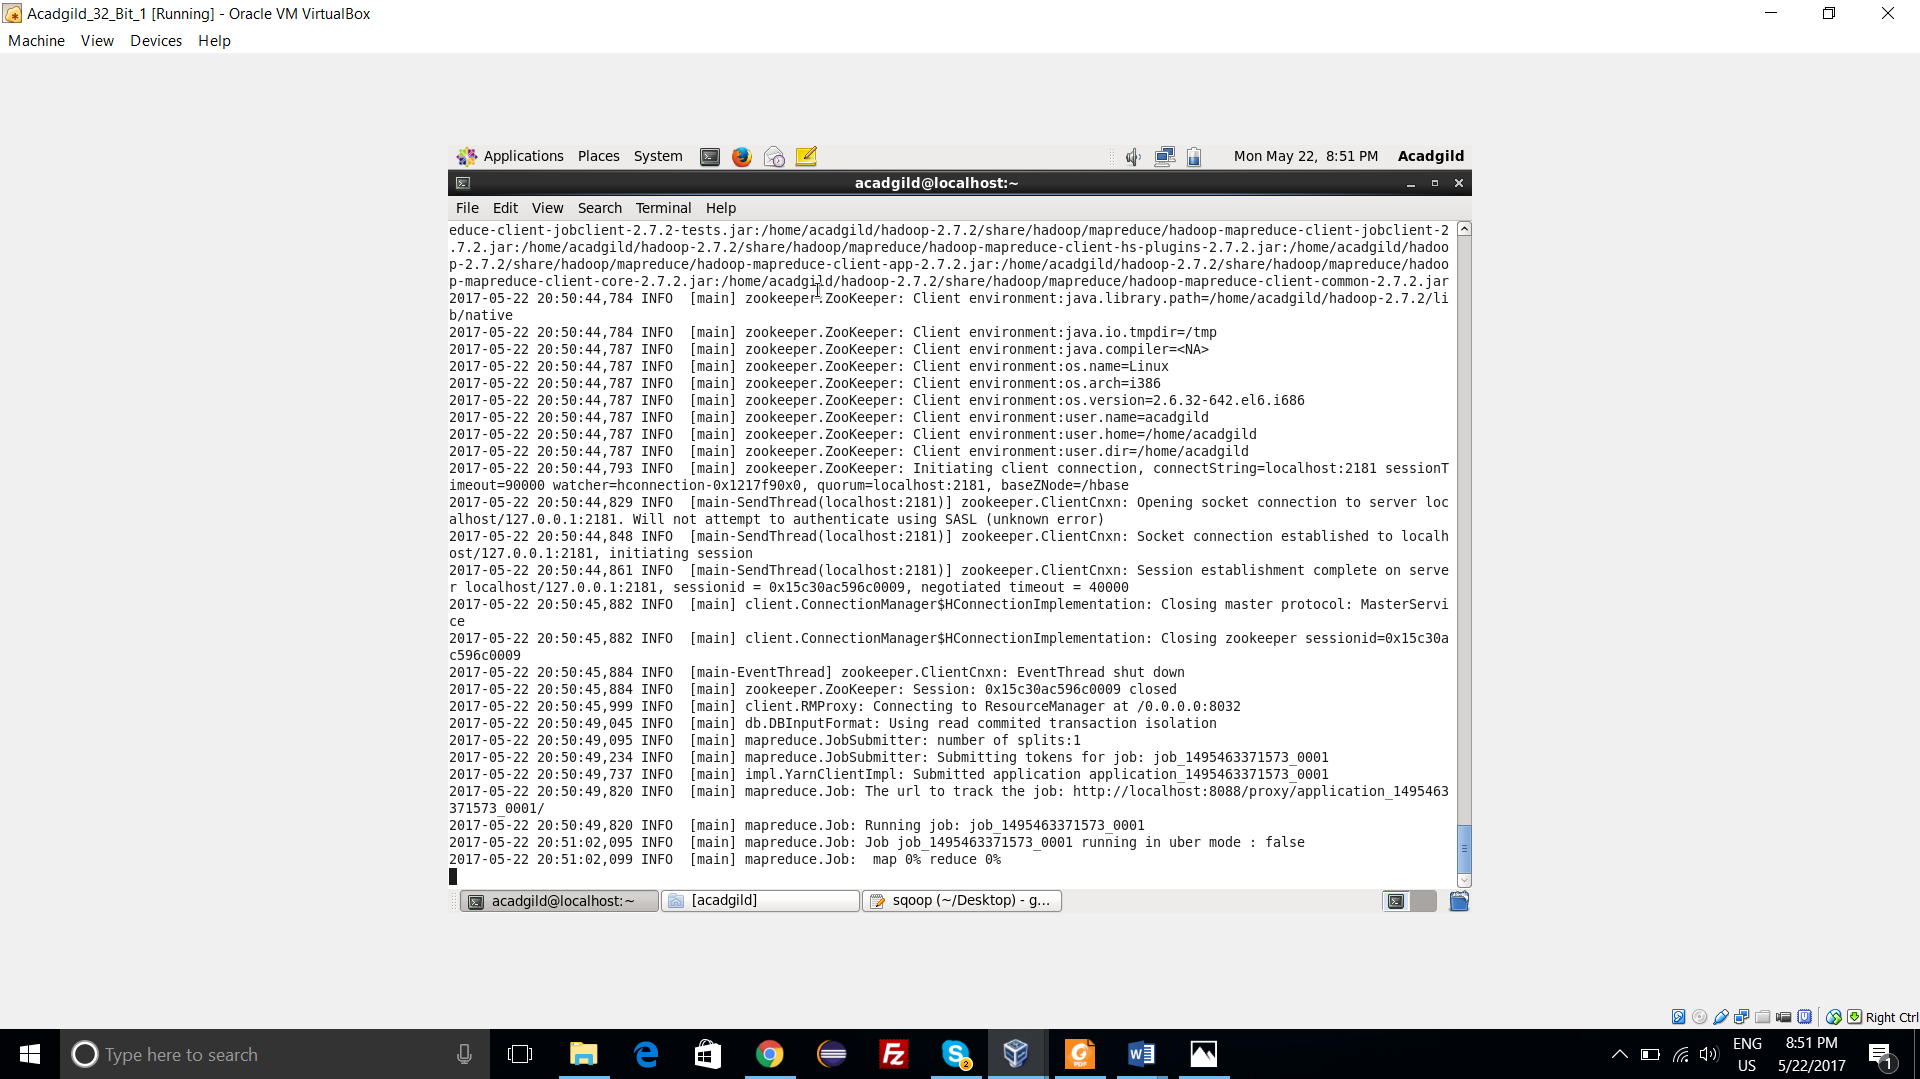 Acadgild_32_Bit_1 [Running] - Oracle VM VirtualBox
Machine View Devices Help
Applications Places System Mon May 22, 8:51 PM Acadgild
acadgild@localhost:~
File Edit View Search Terminal Help
educe-client-jobclient-2.7.2-tests.jar:/home/acadgild/hadoop-2.7.2/share/hadoop/mapreduce/hadoop-mapreduce-client-jobclient-2
.7.2.jar:/home/acadgild/hadoop-2.7.2/share/hadoop/mapreduce/hadoop-mapreduce-client-hs-plugins-2.7.2.jar:/home/acadgild/hadoo
p-2.7.2/share/hadoop/mapreduce/hadoop-mapreduce-client-app-2.7.2.jar:/home/acadgild/hadoop-2.7.2/share/hadoop/mapreduce/hadoo
p-mapreduce-client-core-2.7.2.jar:/home/acadgild/hadoop-2.7.2/share/hadoop/mapreduce/hadoop-mapreduce-client-common-2.7.2.jar
2017-05-22 20:50:44,784 INFO [main] zookeeper.ZooKeeper: Client environment:java.library.path=/home/acadgild/hadoop-2.7.2/li
b/native
2017-05-22 20:50:44,784 INFO [main] zookeeper.ZooKeeper: Client environment:java.io.tmpdir=/tmp
2017-05-22 20:50:44,787 INFO [main] zookeeper.ZooKeeper: Client environment:java.compiler=<NA>
2017-05-22 20:50:44,787 INFO [main] zookeeper.ZooKeeper: Client environment:os.name=Linux
2017-05-22 20:50:44,787 INFO [main] zookeeper.ZooKeeper: Client environment:os.arch=i386
2017-05-22 20:50:44,787 INFO [main] zookeeper.ZooKeeper: Client environment:os.version=2.6.32-642.el6.i686
2017-05-22 20:50:44,787 INFO [main] zookeeper.ZooKeeper: Client environment:user.name=acadgild
2017-05-22 20:50:44,787 INFO [main] zookeeper.ZooKeeper: Client environment:user.home=/home/acadgild
2017-05-22 20:50:44,787 INFO [main] zookeeper.ZooKeeper: Client environment:user.dir=/home/acadgild
2017-05-22 20:50:44,793 INFO [main] zookeeper.ZooKeeper: Initiating client connection, connectString=localhost:2181 sessionT
imeout=90000 watcher=hconnection-0x1217f90x0, quorum=localhost:2181, baseZNode=/hbase
2017-05-22 20:50:44,829 INFO [main-SendThread(localhost:2181)] zookeeper.ClientCnxn: Opening socket connection to server loc
alhost/127.0.0.1:2181. Will not attempt to authenticate using SASL (unknown error)
2017-05-22 20:50:44,848 INFO [main-SendThread(localhost:2181)] zookeeper.ClientCnxn: Socket connection established to localh
ost/127.0.0.1:2181, initiating session
2017-05-22 20:50:44,861 INFO [main-SendThread(localhost:2181)] zookeeper.ClientCnxn: Session establishment complete on serve
r localhost/127.0.0.1:2181, sessionid = 0x15c30ac596c0009, negotiated timeout = 40000
2017-05-22 20:50:45,882 INFO [main] client.ConnectionManager$HConnectionImplementation: Closing master protocol: MasterServi
ce
2017-05-22 20:50:45,882 INFO [main] client.ConnectionManager$HConnectionImplementation: Closing zookeeper sessionid=0x15c30a
c596c0009
2017-05-22 20:50:45,884 INFO [main-EventThread] zookeeper.ClientCnxn: EventThread shut down
2017-05-22 20:50:45,884 INFO [main] zookeeper.ZooKeeper: Session: 0x15c30ac596c0009 closed
2017-05-22 20:50:45,999 INFO [main] client.RMProxy: Connecting to ResourceManager at /0.0.0.0:8032
2017-05-22 20:50:49,045 INFO [main] db.DBInputFormat: Using read commited transaction isolation
2017-05-22 20:50:49,095 INFO [main] mapreduce.JobSubmitter: number of splits:1
2017-05-22 20:50:49,234 INFO [main] mapreduce.JobSubmitter: Submitting tokens for job: job_1495463371573_0001
2017-05-22 20:50:49,737 INFO [main] impl.YarnClientImpl: Submitted application application_1495463371573_0001
2017-05-22 20:50:49,820 INFO [main] mapreduce.Job: The url to track the job: http://localhost:8088/proxy/application_1495463
371573_0001/
2017-05-22 20:50:49,820 INFO [main] mapreduce.Job: Running job: job_1495463371573_0001
2017-05-22 20:51:02,095 INFO [main] mapreduce.Job: Job job_1495463371573_0001 running in uber mode : false
2017-05-22 20:51:02,099 INFO [main] mapreduce.Job:  map 0% reduce 0%
acadgild@localhost:~ [acadgild] sqoop (~/Desktop) - g...
Right Ctrl
Type here to search
ENG 8:51 PM
US 5/22/2017 1